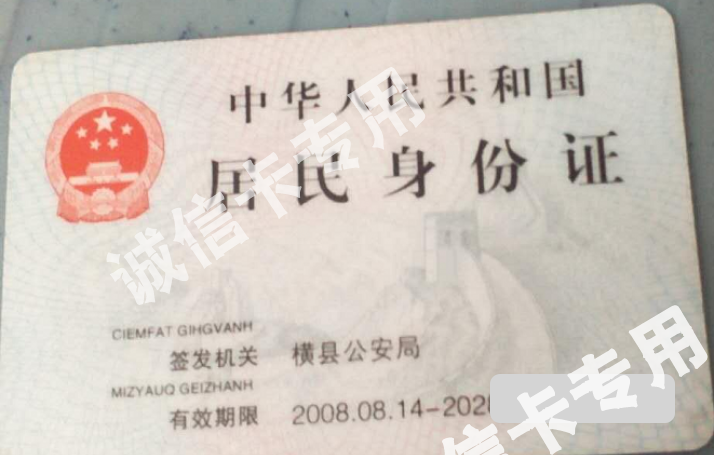 中华人民共和国
居民身份证
诚信卡专用
CIEMFAT GIHGVANH
签发机关 横县公安局
MIZYAUQ GEIZHANH
有效期限 2008.08.14-202
信卡专用